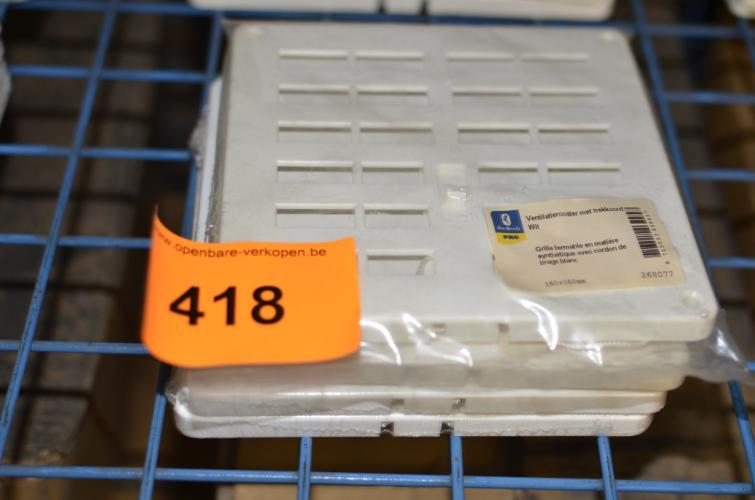 www.openbare-verkopen.be
418
PRO
Ventilatierooster met trekkoord
Wit
Grille fermable en matière
synthétique avec cordon de
tirage blanc
160x160mm
268077